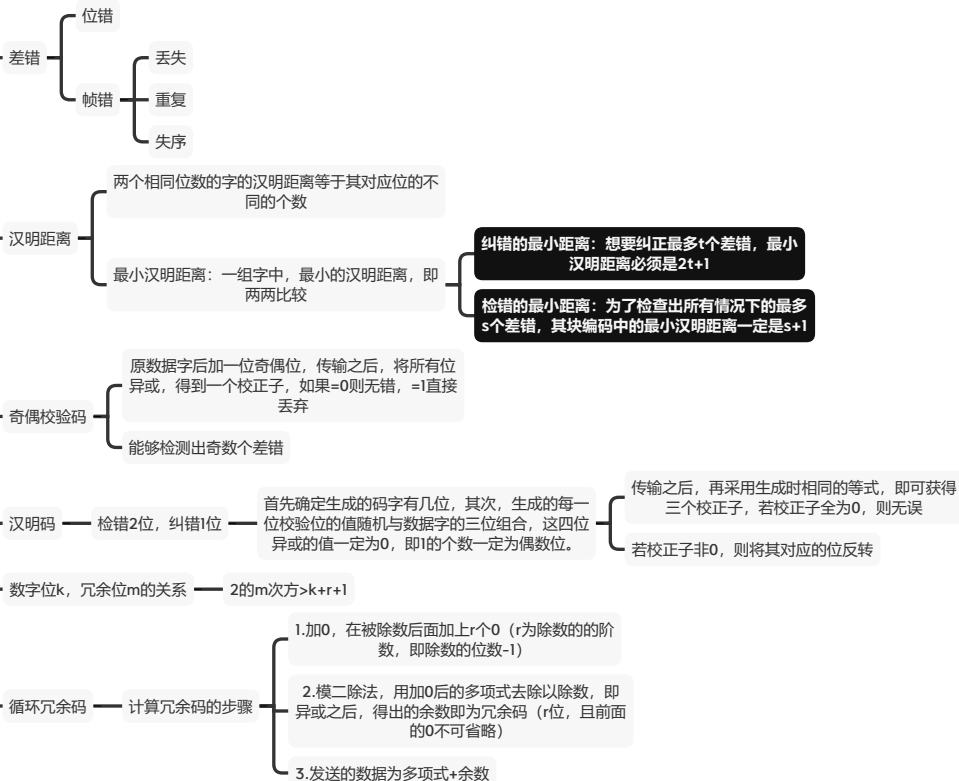 差错
位错
帧错
丢失
重复
失序
汉明距离
两个相同位数的字的汉明距离等于其对应位的不
同的个数
最小汉明距离：一组字中，最小的汉明距离，即
两两比较
纠错的最小距离：想要纠正最多t个差错，最小
汉明距离必须是2t+1
检错的最小距离：为了检查出所有情况下的最多
s个差错，其块编码中的最小汉明距离一定是s+1
奇偶校验码
原数据字后加一位奇偶位，传输之后，将所有位
异或，得到一个校正子，如果=0则无错，=1直接
丢弃
能够检测出奇数个差错
汉明码
检错2位，纠错1位
首先确定生成的码字有几位，其次，生成的每一
位校验位的值随机与数据字的三位组合，这四位
异或的值一定为0，即1的个数一定为偶数位。
传输之后，再采用生成时相同的等式，即可获得
三个校正子，若校正子全为0，则无误
若校正子非0，则将其对应的位反转
数字位k，冗余位m的关系
2的m次方>k+r+1
循环冗余码
计算冗余码的步骤
1.加0，在被除数后面加上r个0（r为除数的的阶
数，即除数的位数-1）
2.模二除法，用加0后的多项式去除以除数，即
异或之后，得出的余数即为冗余码（r位，且前面
的0不可省略）
3.发送的数据为多项式+余数